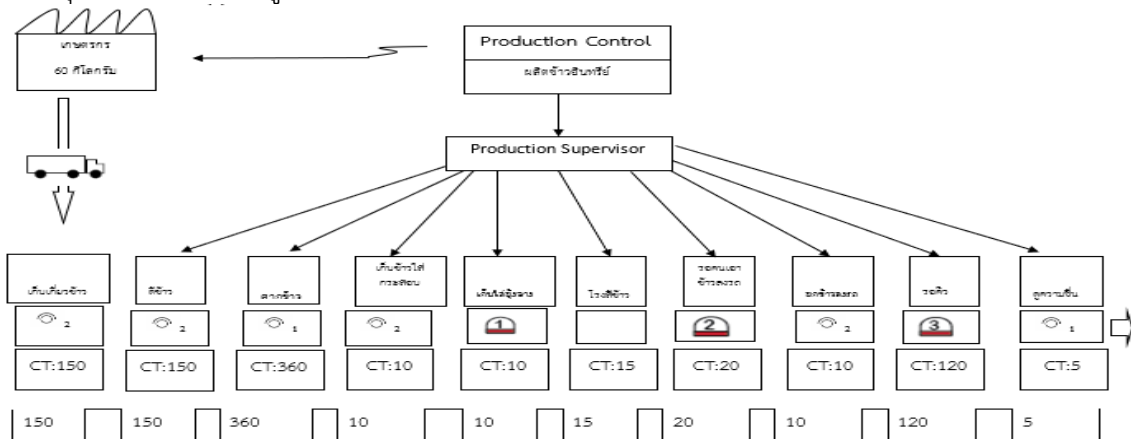 เกษตรกร
60 กิโลกรัม
Production Control
ผลิตข้าวอินทรีย์
Production Supervisor
เก็บเกี่ยวข้าว
ตีข้าว
ตากข้าว
เก็บข้าวใส่
กระสอบ
เก็บใส่ยุ้งฉาง
โรงสีข้าว
รอคนเอา
ข้าวลงรถ
ยกข้าวลงรถ
รอคิว
ดูความชื้น
2
2
1
2
1
2
2
3
1
CT:150
CT:150
CT:360
CT:10
CT:10
CT:15
CT:20
CT:10
CT:120
CT:5
150
150
360
10
10
15
20
10
120
5